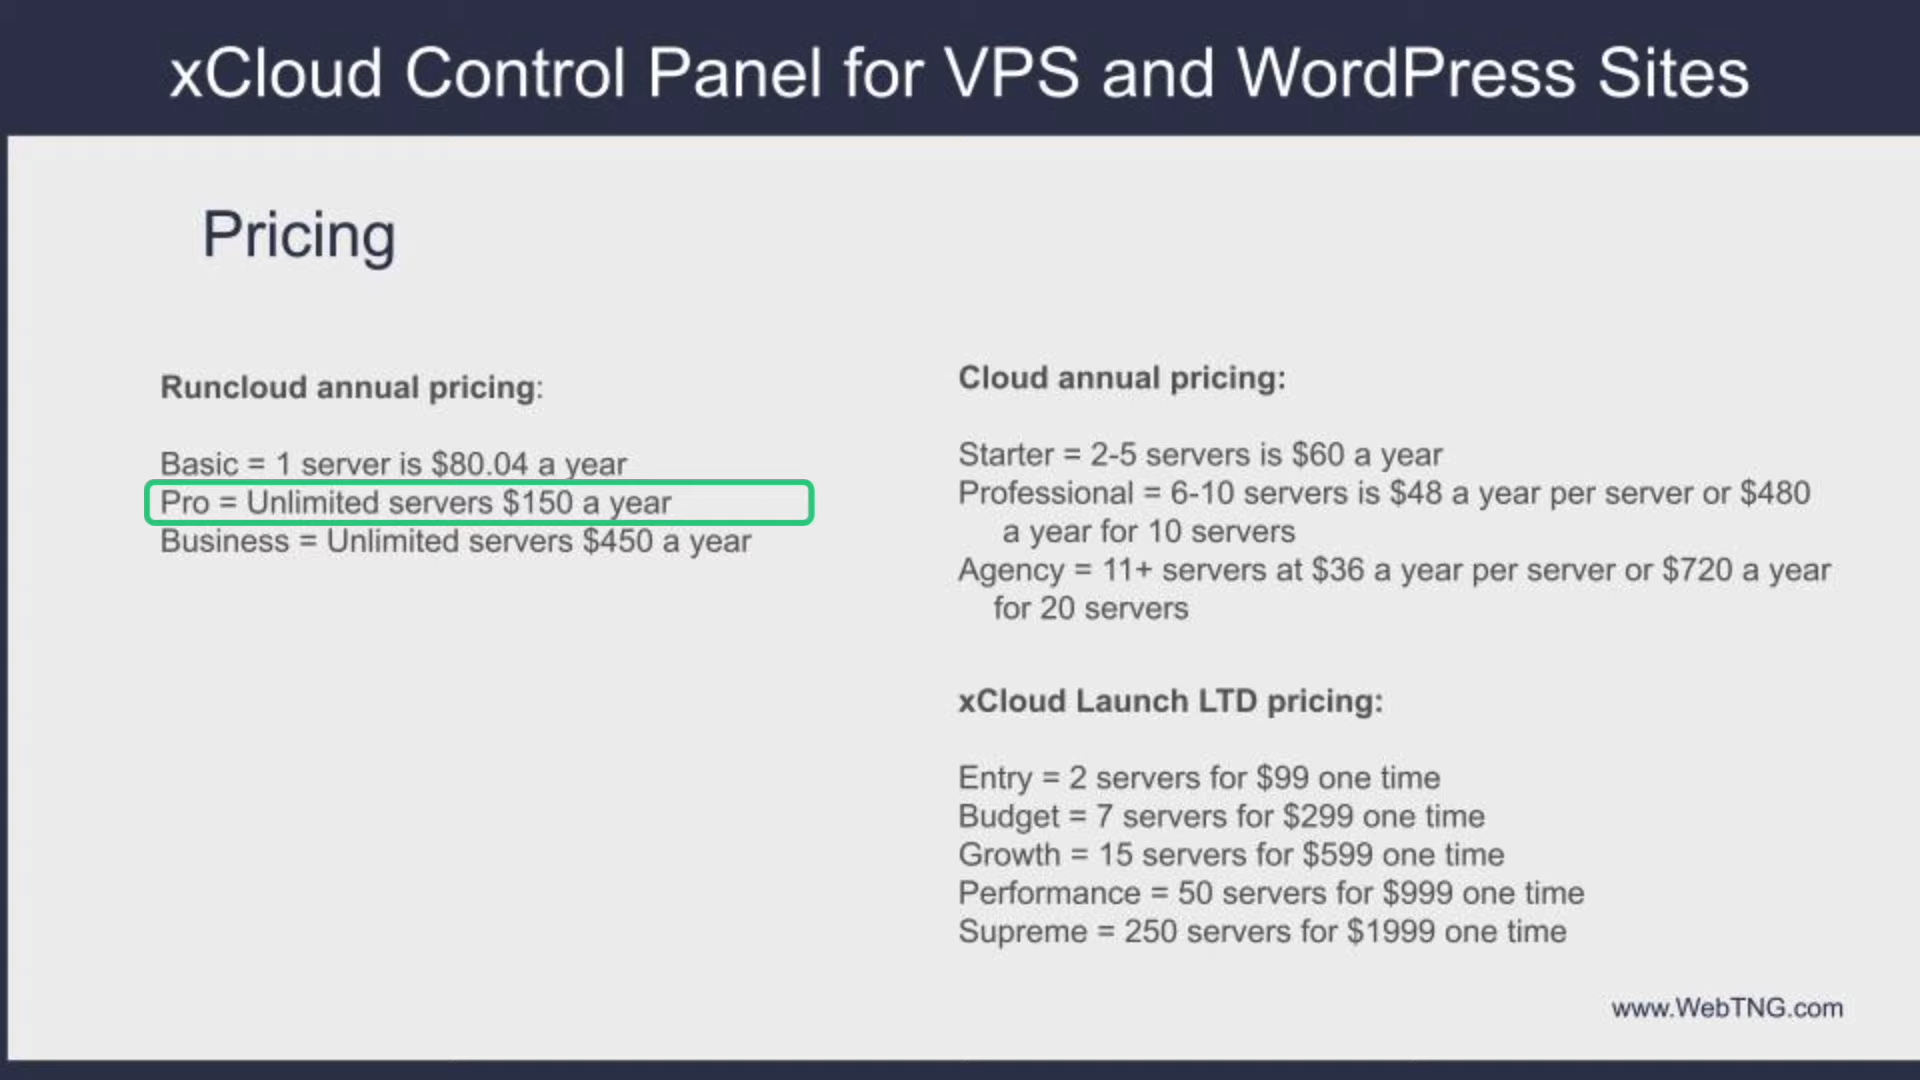 xCloud Control Panel for VPS and WordPress Sites
Pricing
Runcloud annual pricing:
Basic = 1 server is $80.04 a year
Pro = Unlimited servers $150 a year
Business = Unlimited servers $450 a year
Cloud annual pricing:
Starter = 2-5 servers is $60 a year
Professional = 6-10 servers is $48 a year per server or $480
a year for 10 servers
Agency = 11+ servers at $36 a year per server or $720 a year
for 20 servers
xCloud Launch LTD pricing:
Entry = 2 servers for $99 one time
Budget = 7 servers for $299 one time
Growth = 15 servers for $599 one time
Performance = 50 servers for $999 one time
Supreme = 250 servers for $1999 one time
www.WebTNG.com